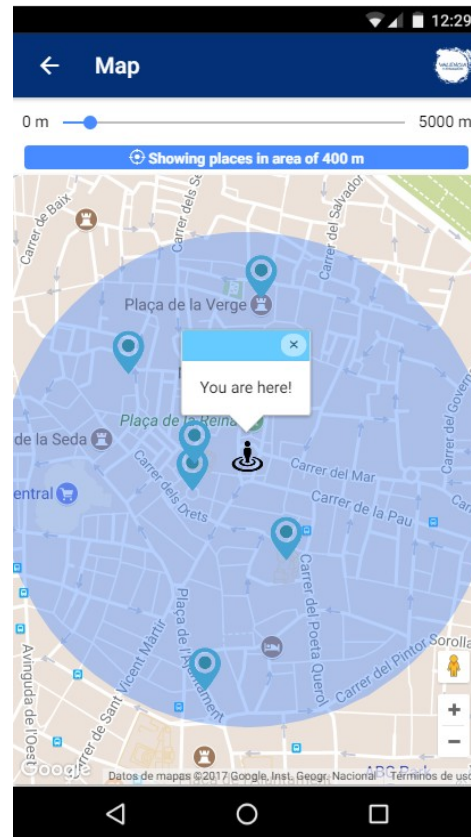 12:29
Map
VALENCIA
0 m
5000 m
Showing places in area of 400 m
Carrer de Baix
Carrer dels Se
Carrer del Salvador
Plaça de la Verge
You are here!
Plaça de la Reina
de la Seda
Carrer del Governa
Carrer del Mar
Carrer dels Drets
entral
Carrer de la Pau
Carrer del Poeta Querol
Plaça de l'Ajuntament
Carrer de Sant Vicent Màrtir
Carrer del Pintor Sorolla
Avinguda de l'Oest
+
−
Google
Datos de mapas ©2017 Google, Inst. Geogr. Nacional
Términos de uso